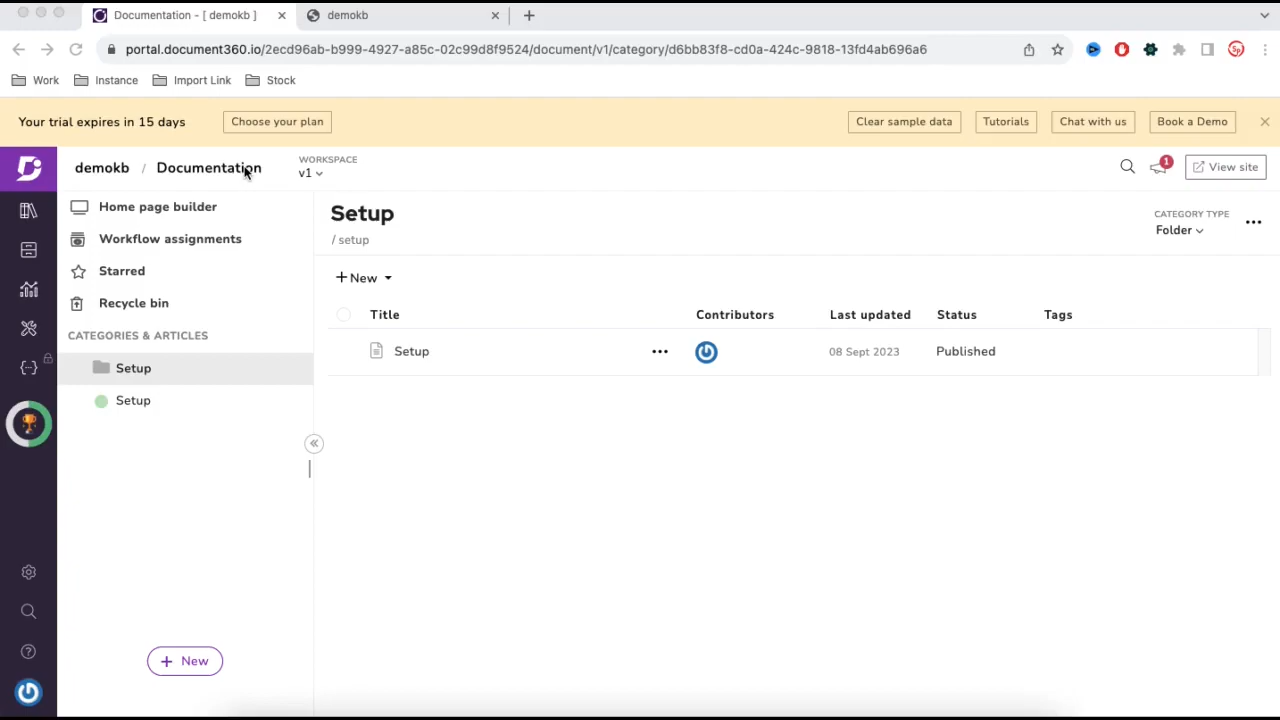 Documentation - [ demokb ]
demokb
portal.document360.io/2ecd96ab-b999-4927-a85c-02c99d8f9524/document/v1/category/d6bb83f8-cd0a-424c-9818-13fd4ab696a6
Work Instance Import Link Stock
Your trial expires in 15 days Choose your plan Clear sample data Tutorials Chat with us Book a Demo
demokb / Documentation
WORKSPACE
v1
1
View site
Home page builder
Workflow assignments
Starred
Recycle bin
CATEGORIES & ARTICLES
Setup
Setup
+ New
Setup
/ setup
CATEGORY TYPE
Folder
+ New
Title Contributors Last updated Status Tags
Setup 08 Sept 2023 Published